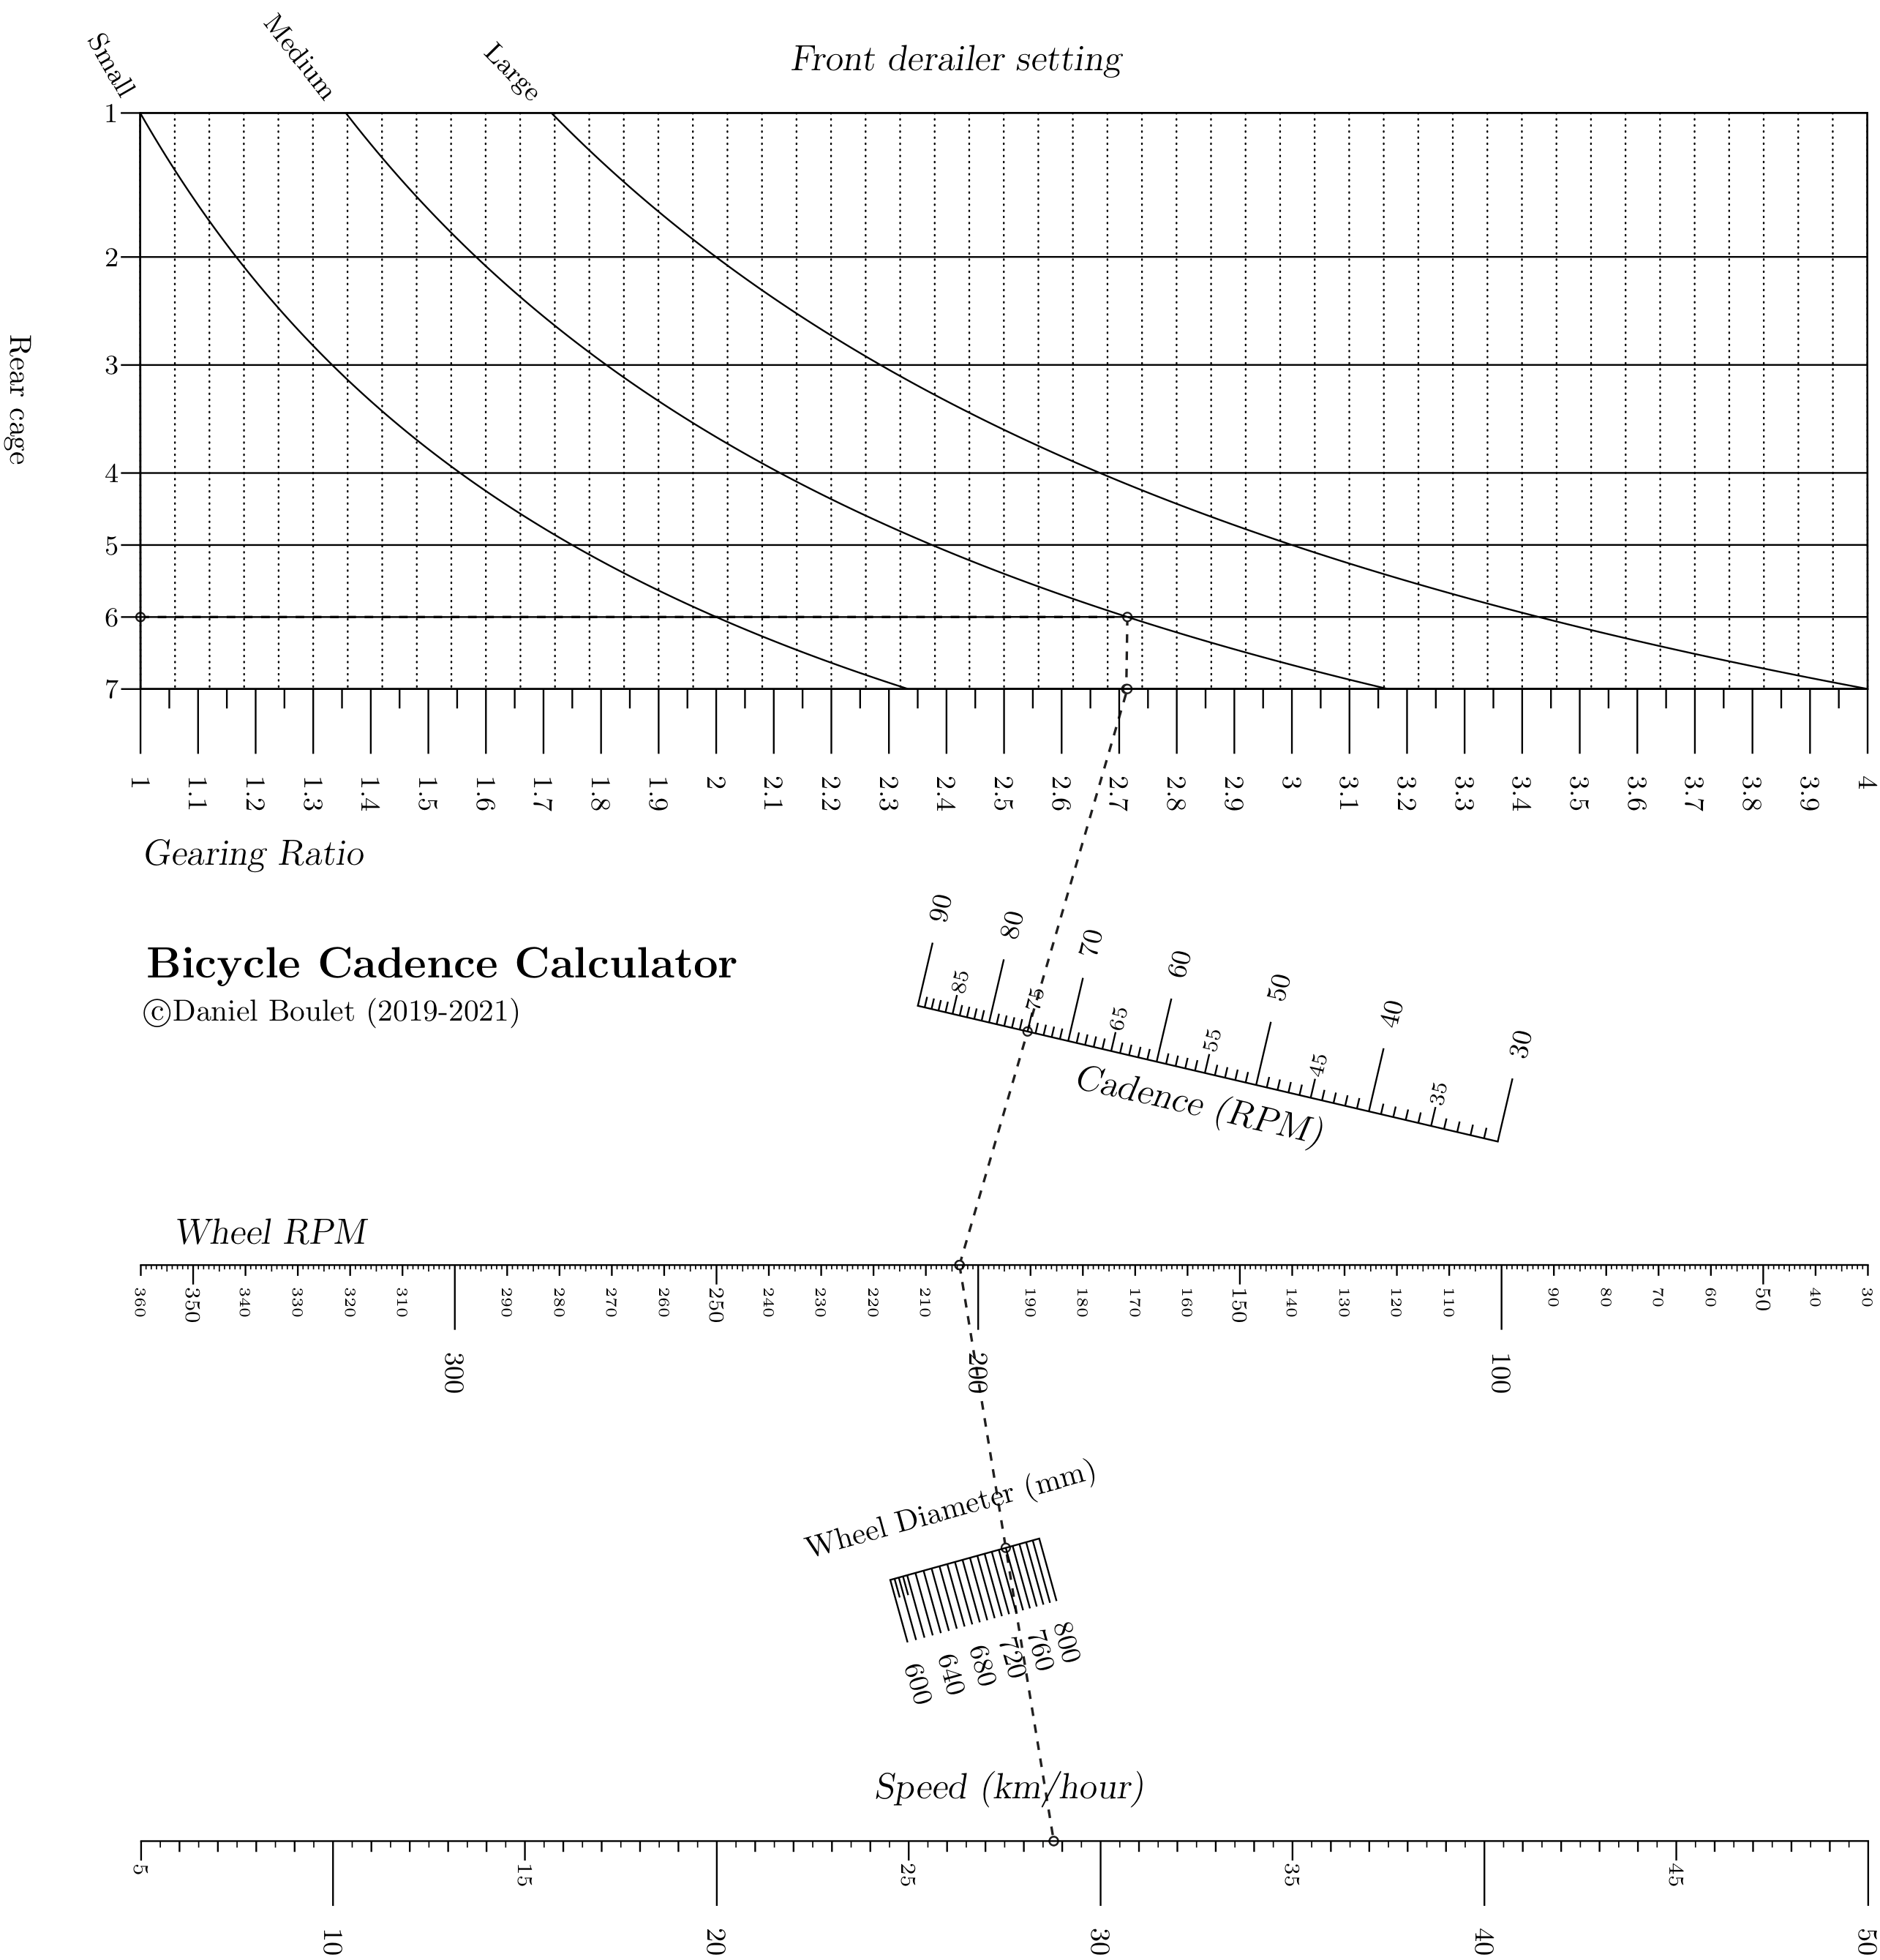 Front derailer setting
Small
Medium
Large
Rear cage
1
2
3
4
5
6
7
1 1.1 1.2 1.3 1.4 1.5 1.6 1.7 1.8 1.9 2 2.1 2.2 2.3 2.4 2.5 2.6 2.7 2.8 2.9 3 3.1 3.2 3.3 3.4 3.5 3.6 3.7 3.8 3.9 4
Gearing Ratio
Bicycle Cadence Calculator
©Daniel Boulet (2019-2021)
90 80 70 60 50 40 30
85 75 65 55 45 35
Cadence (RPM)
Wheel RPM
360 350 340 330 320 310 290 280 270 260 250 240 230 220 210 190 180 170 160 150 140 130 120 110 90 80 70 60 50 40 30
300 200 100
Wheel Diameter (mm)
600 640 680 720 760 800
Speed (km/hour)
5 15 25 35 45
10 20 30 40 50